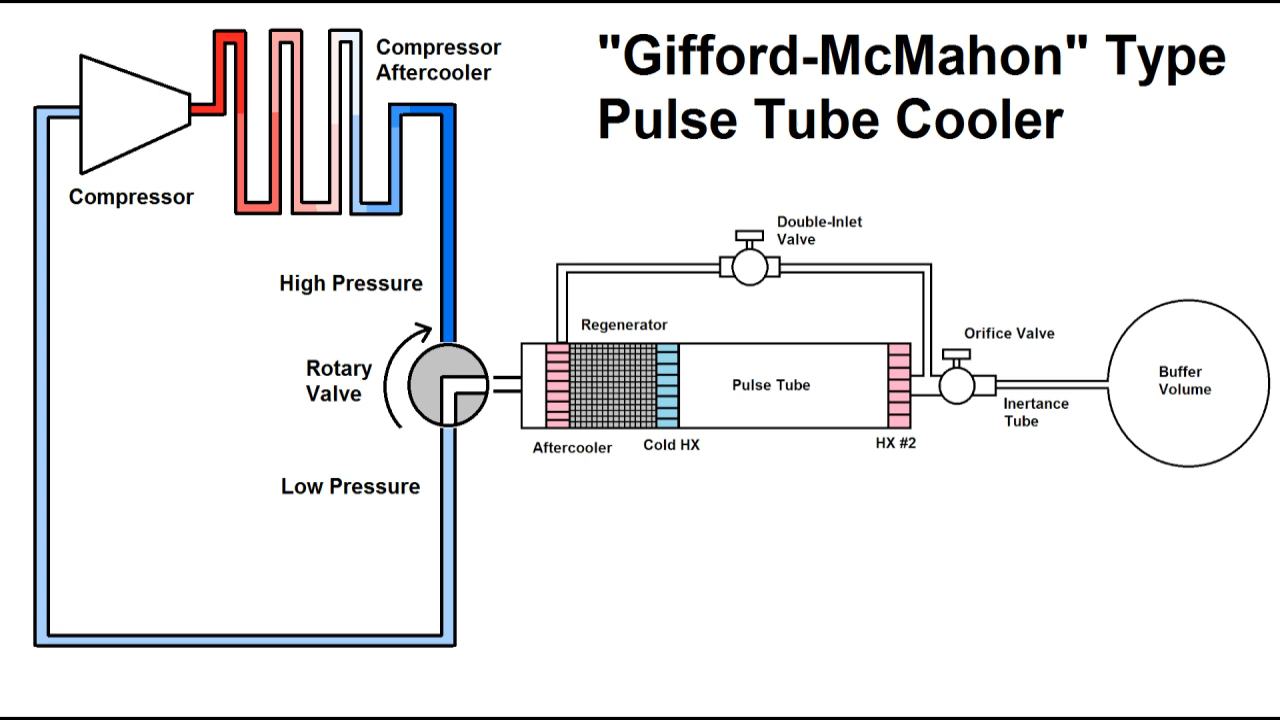 "Gifford-McMahon" Type
Pulse Tube Cooler
Compressor
Aftercooler
Compressor
High Pressure
Rotary
Valve
Low Pressure
Double-Inlet
Valve
Regenerator
Orifice Valve
Pulse Tube
Buffer
Volume
Inertance
Tube
Aftercooler
Cold HX
HX #2